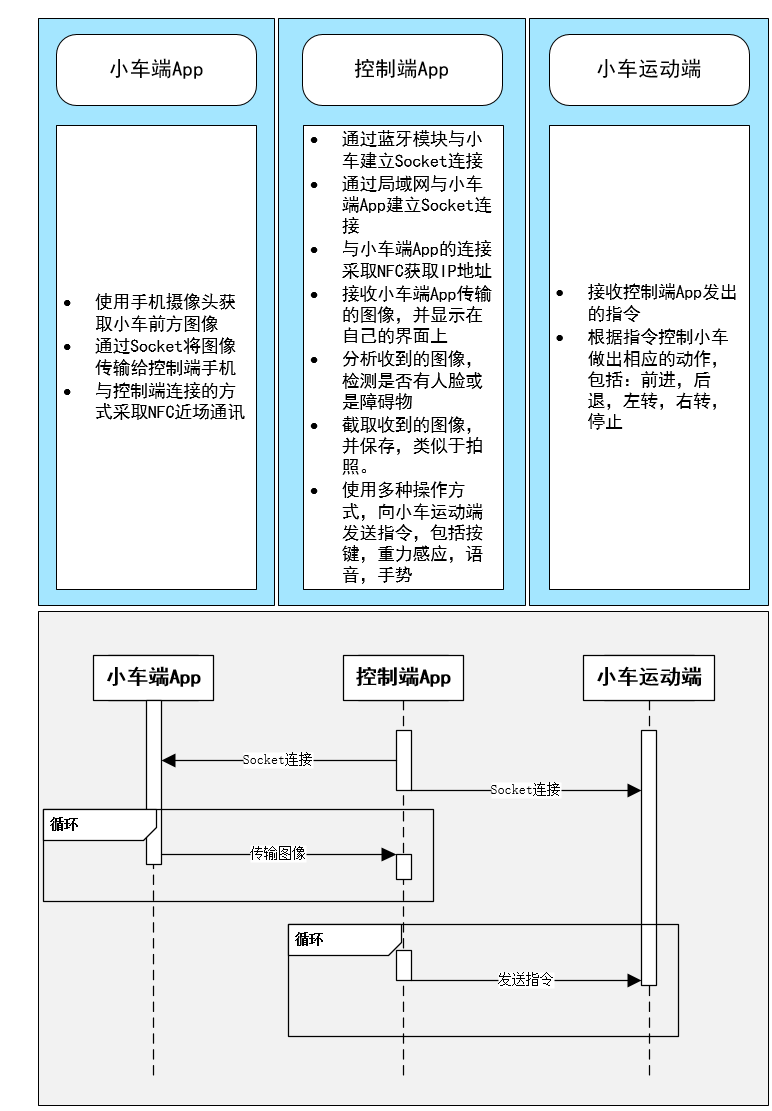 小车端App
控制端App
小车运动端
• 使用手机摄像头获
取小车前方图像
• 通过Socket将图像
传输给控制端手机
• 与控制端连接的方
式采取NFC近场通讯
• 通过蓝牙模块与小
车建立Socket连接
• 通过局域网与小车
端App建立Socket连
接
• 与小车端App的连接
采取NFC获取IP地址
• 接收小车端App传输
的图像，并显示在
自己的界面上
• 分析收到的图像，
检测是否有人脸或
是障碍物
• 截取收到的图像，
并保存，类似于拍
照。
• 使用多种操作方
式，向小车运动端
发送指令，包括按
键，重力感应，语
音，手势
• 接收控制端App发出
的指令
• 根据指令控制小车
做出相应的动作，
包括：前进，后
退，左转，右转，
停止
小车端App
控制端App
小车运动端
Socket连接
Socket连接
循环
传输图像
循环
发送指令